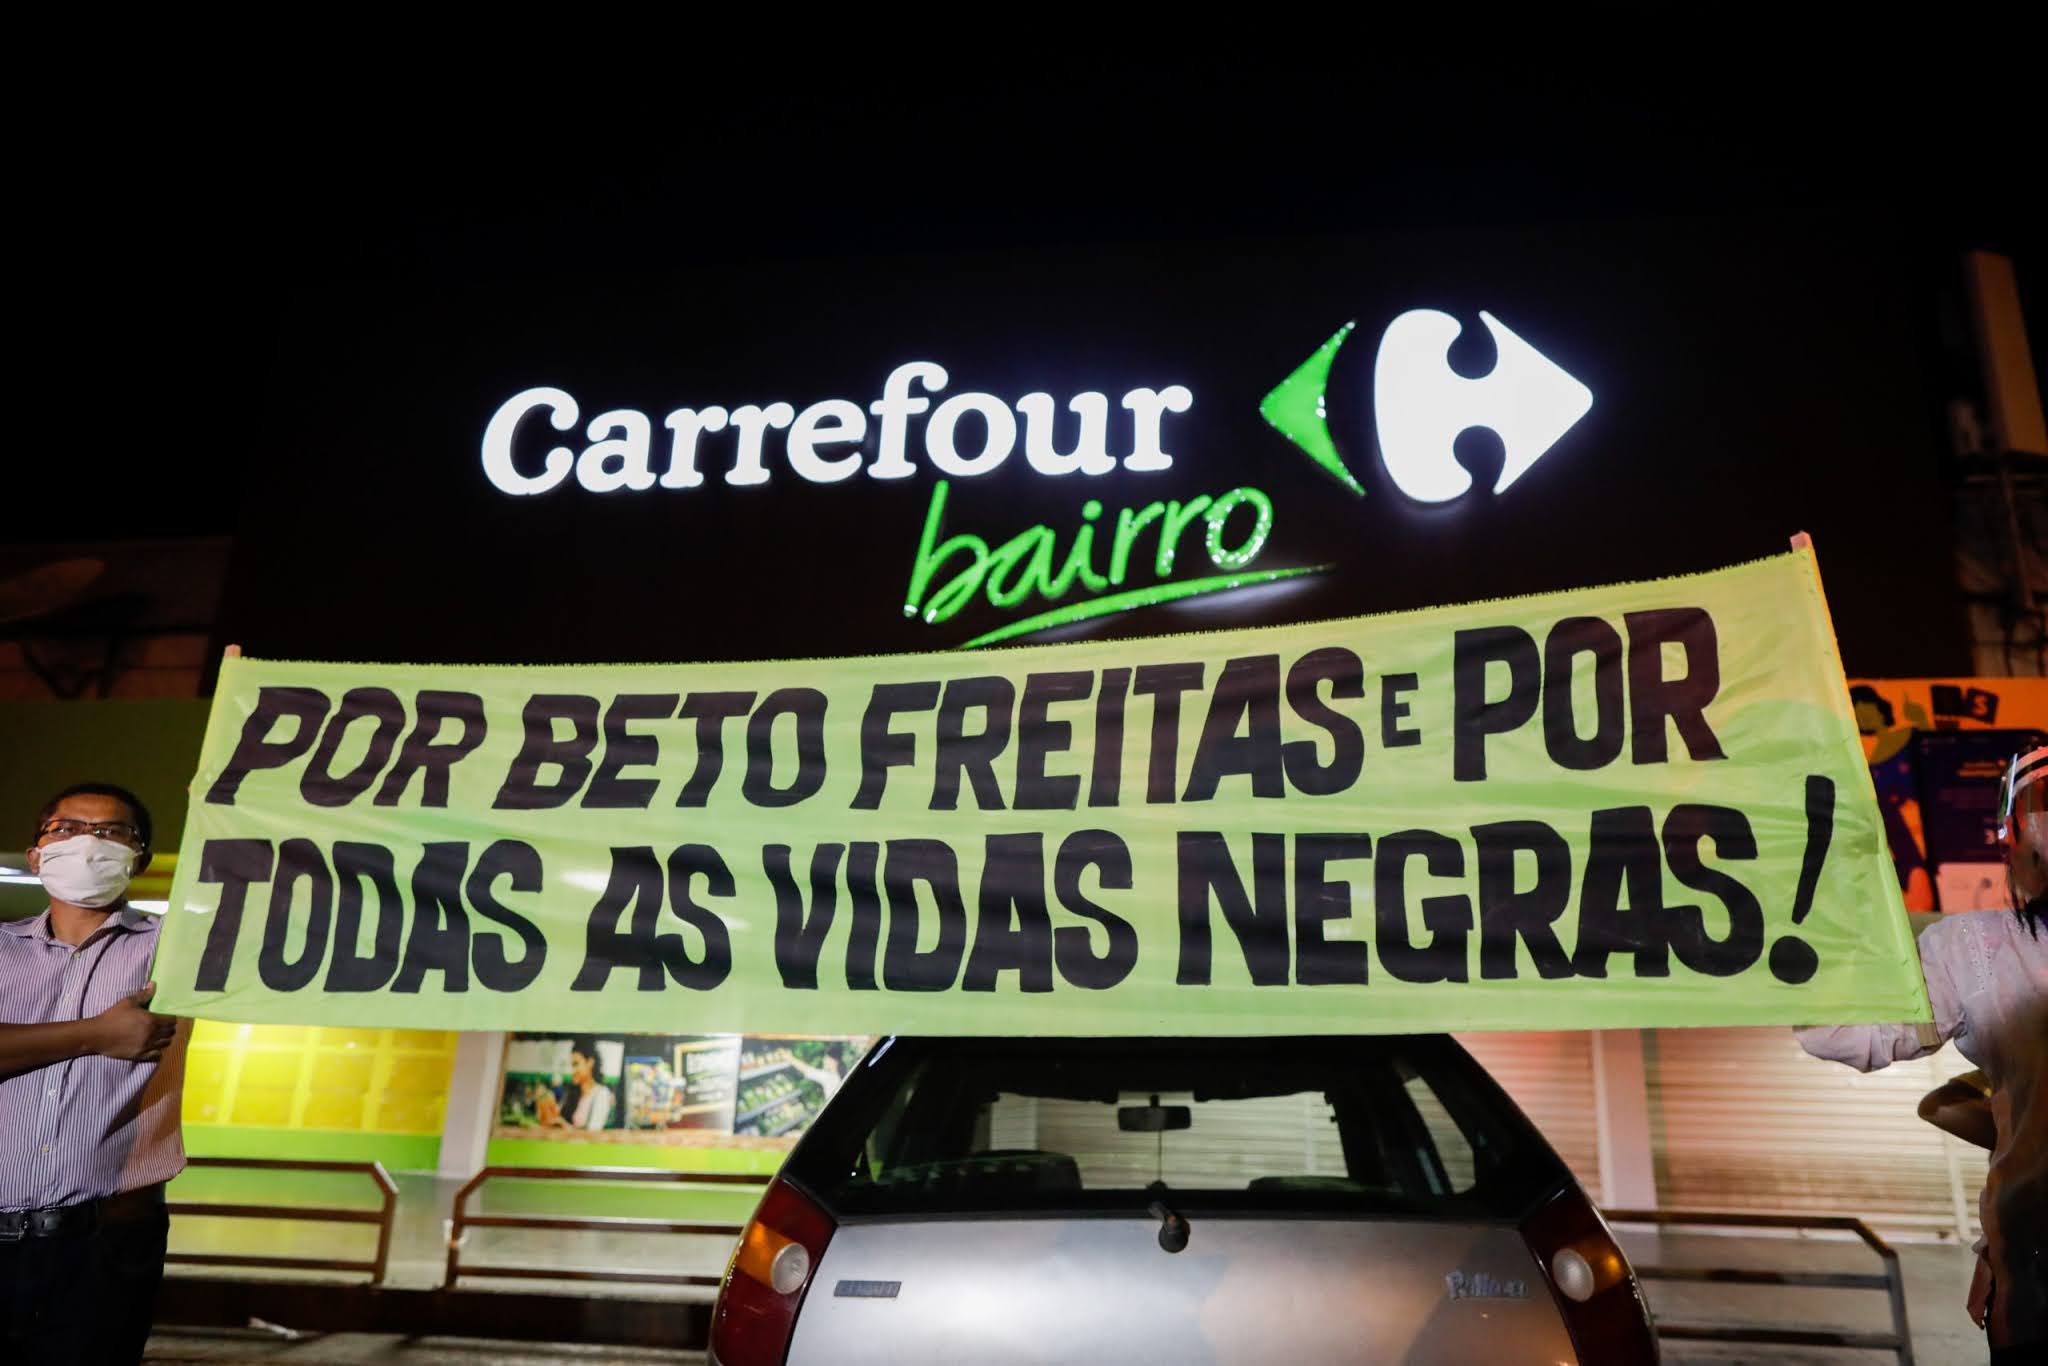 Carrefour
bairro
POR BETO FREITAS E POR
TODAS AS VIDAS NEGRAS!